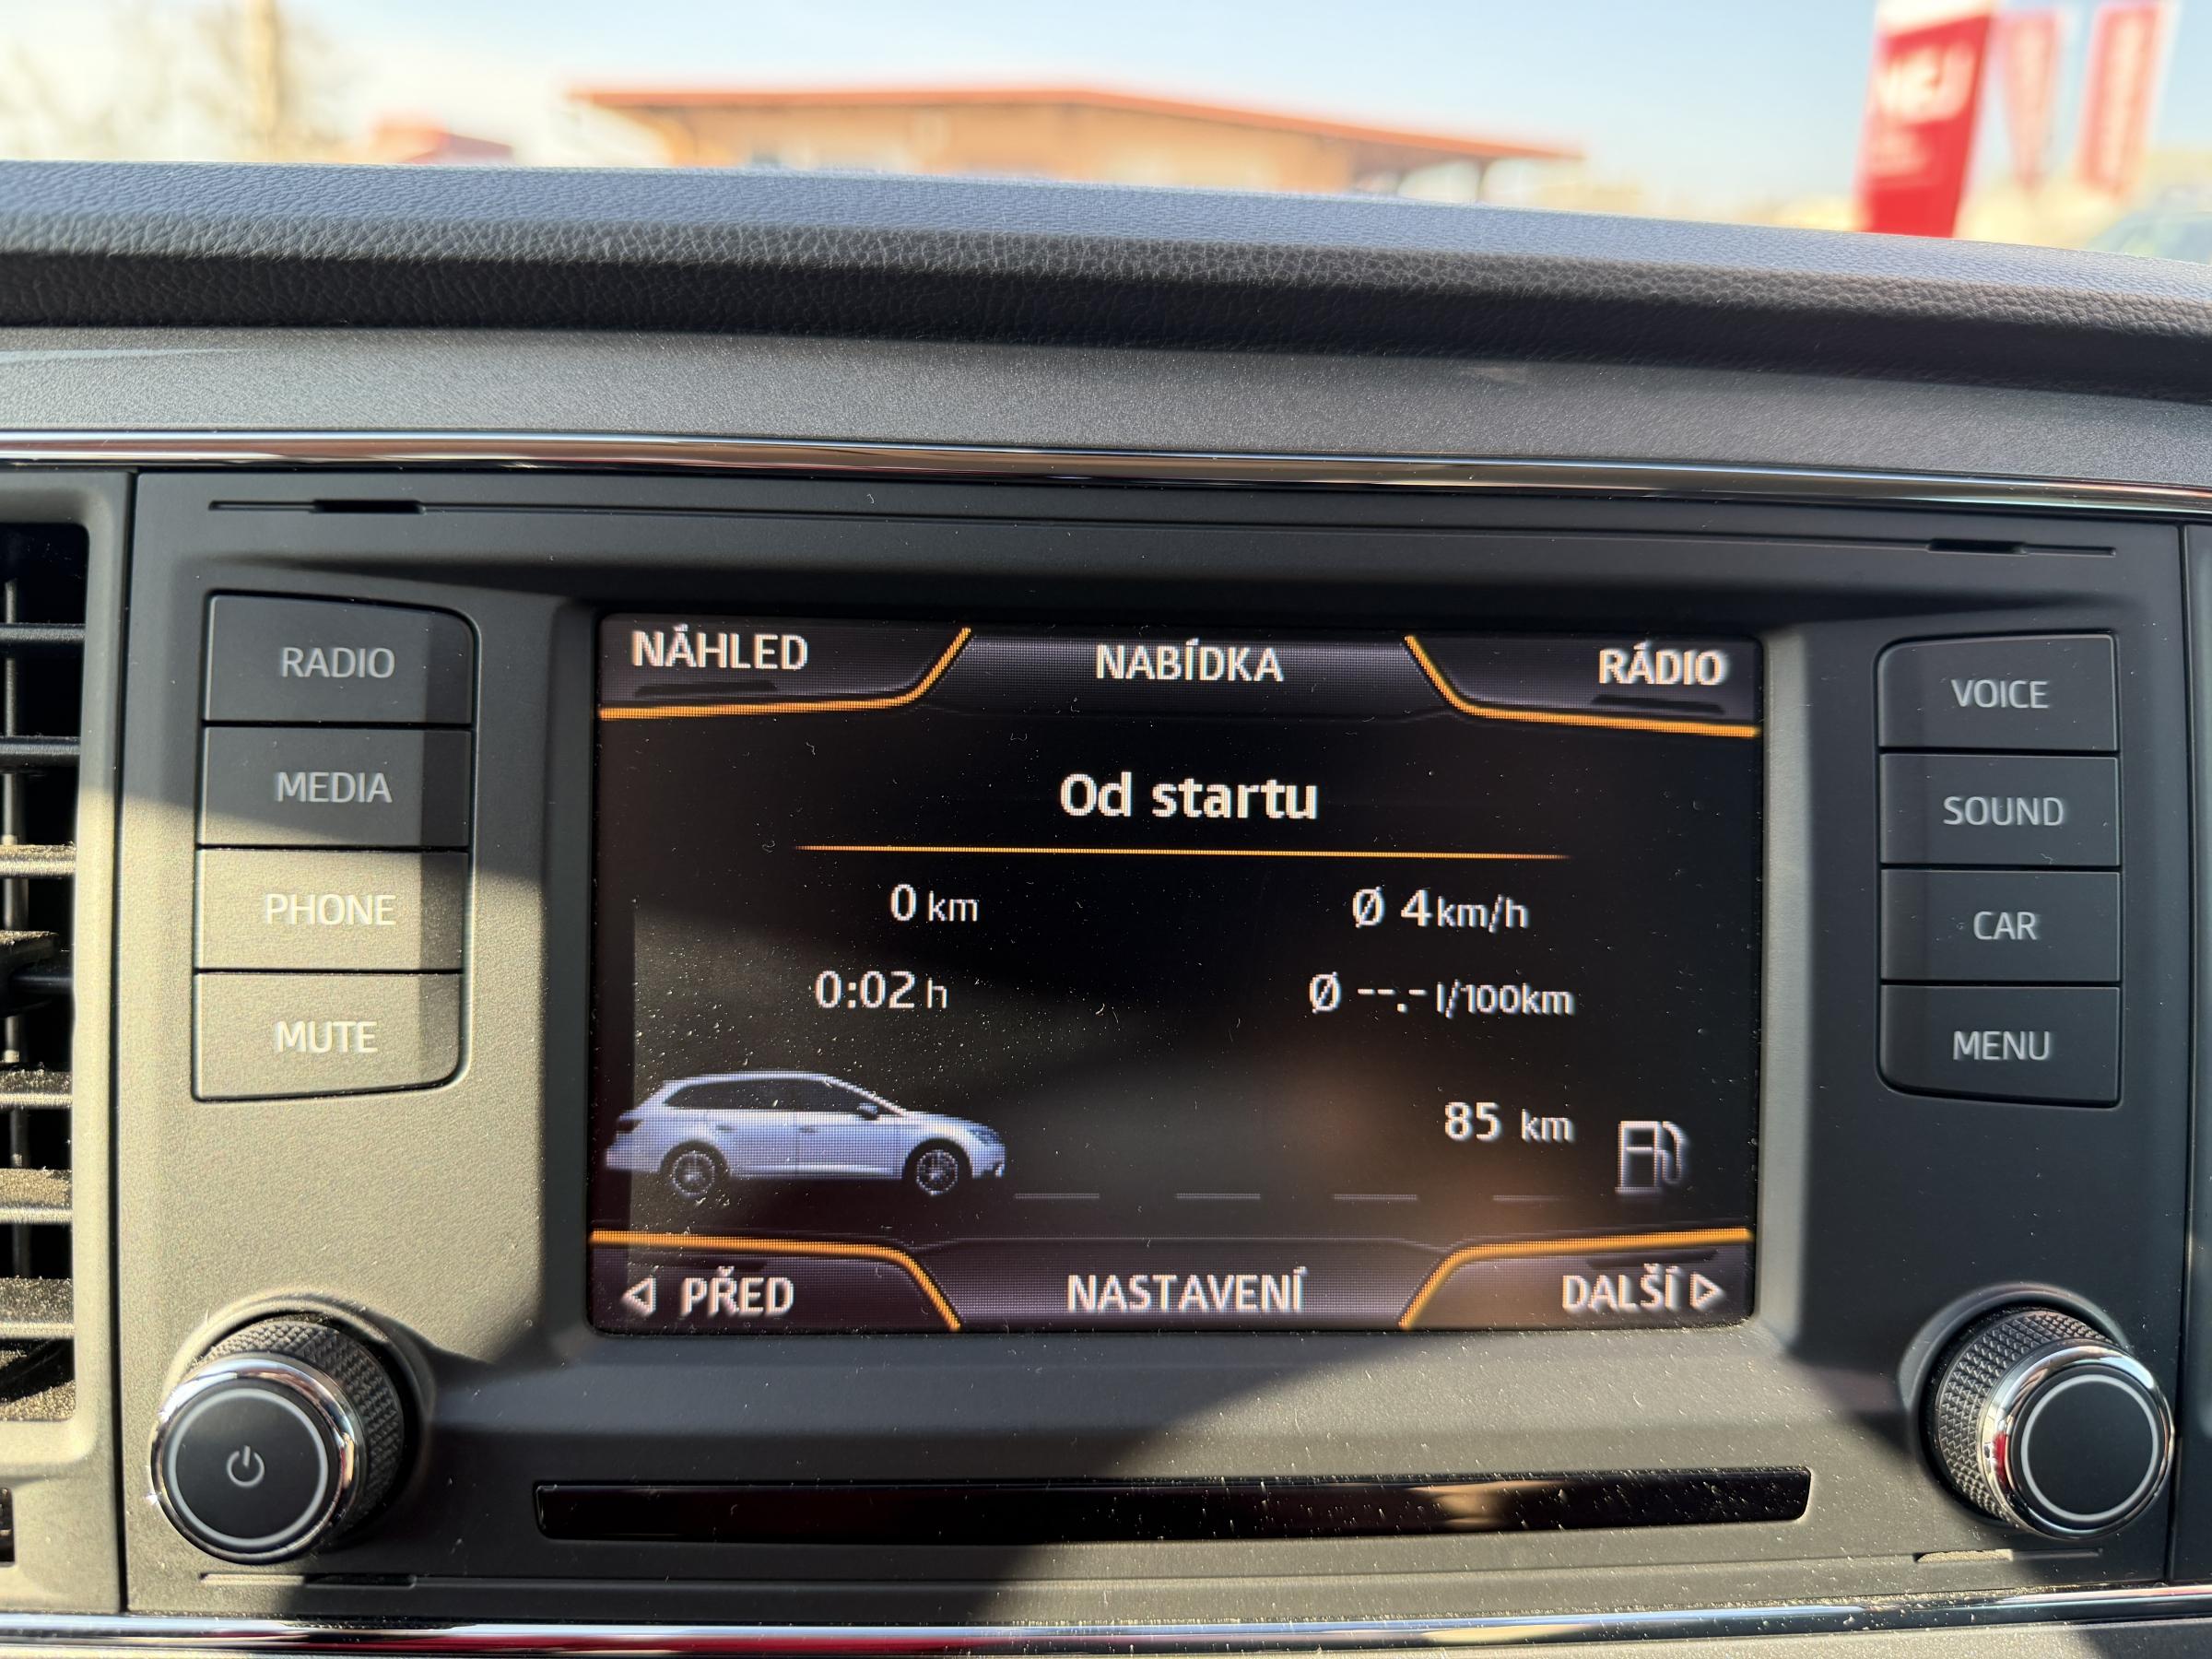 RADIO
MEDIA
PHONE
MUTE
NÁHLED NABÍDKA RÁDIO
Od startu
0 km Ø 4 km/h
0:02 h Ø --.- l/100km
85 km
PŘED NASTAVENÍ DALŠÍ
VOICE
SOUND
CAR
MENU